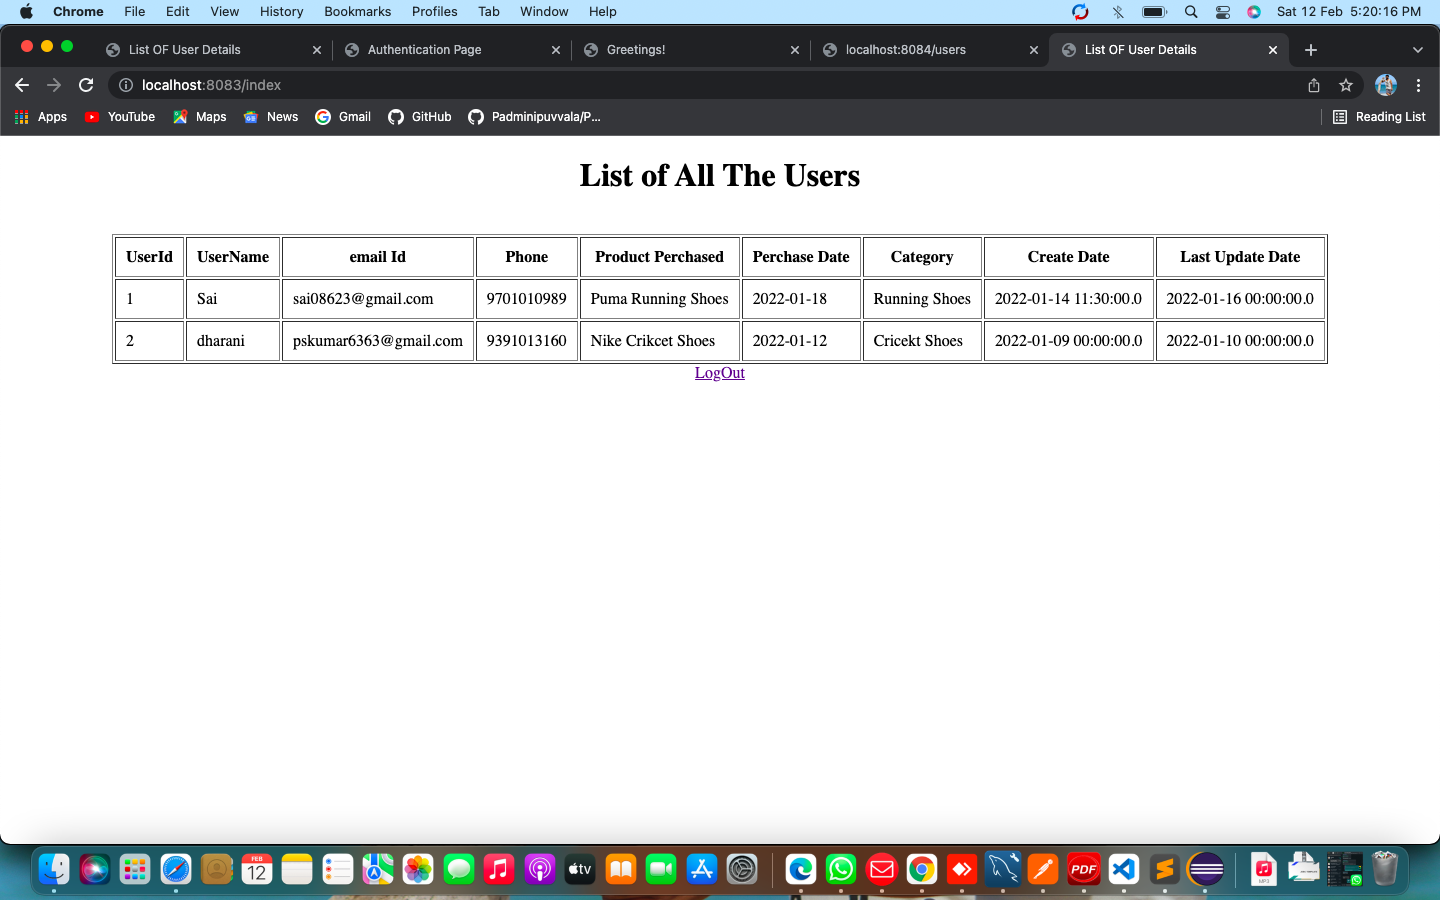 Chrome File Edit View History Bookmarks Profiles Tab Window Help Sat 12 Feb 5:20:16 PM
List OF User Details Authentication Page Greetings! localhost:8084/users List OF User Details
localhost:8083/index
Apps YouTube Maps News Gmail GitHub Padminipuvvala/P... Reading List
List of All The Users
UserId UserName email Id Phone Product Perchased Perchase Date Category Create Date Last Update Date
1 Sai sai08623@gmail.com 9701010989 Puma Running Shoes 2022-01-18 Running Shoes 2022-01-14 11:30:00.0 2022-01-16 00:00:00.0
2 dharani pskumar6363@gmail.com 9391013160 Nike Crikcet Shoes 2022-01-12 Cricekt Shoes 2022-01-09 00:00:00.0 2022-01-10 00:00:00.0
LogOut
FEB
12
tv
PDF
MP3